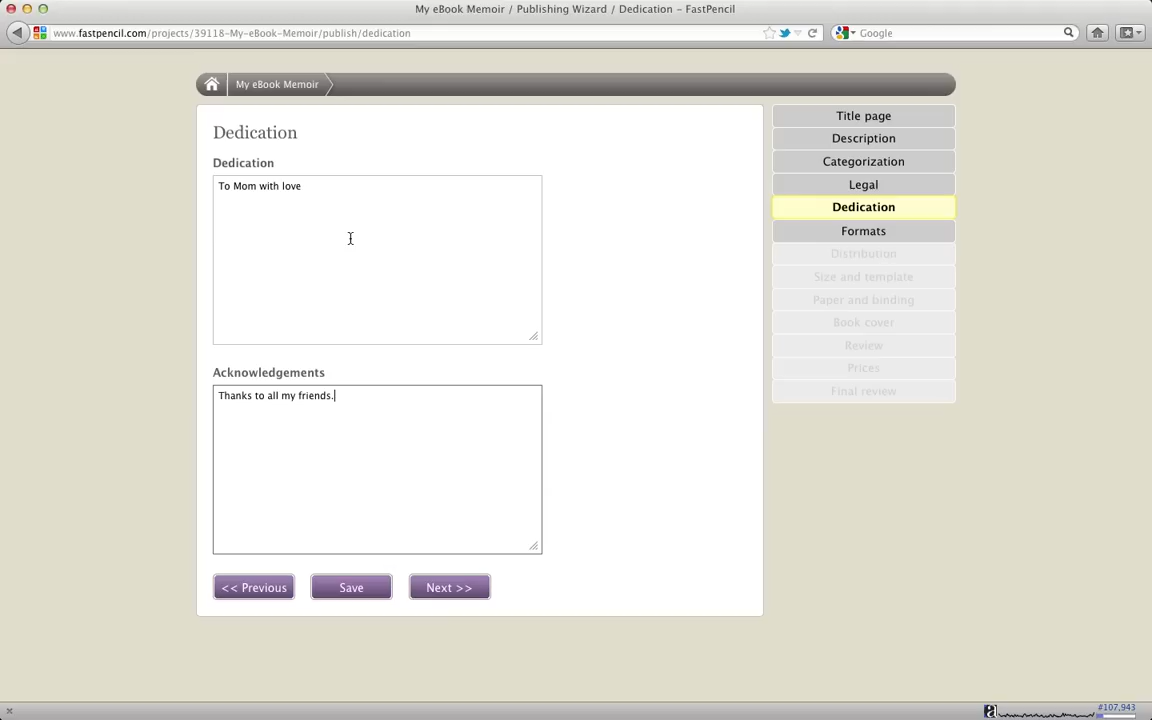 My eBook Memoir / Publishing Wizard / Dedication – FastPencil
www.fastpencil.com/projects/39118-My-eBook-Memoir/publish/dedication
Google
My eBook Memoir
Dedication
Dedication
To Mom with love
Acknowledgements
Thanks to all my friends.
<< Previous
Save
Next >>
Title page
Description
Categorization
Legal
Dedication
Formats
Distribution
Size and template
Paper and binding
Book cover
Review
Prices
Final review
a
#107,943